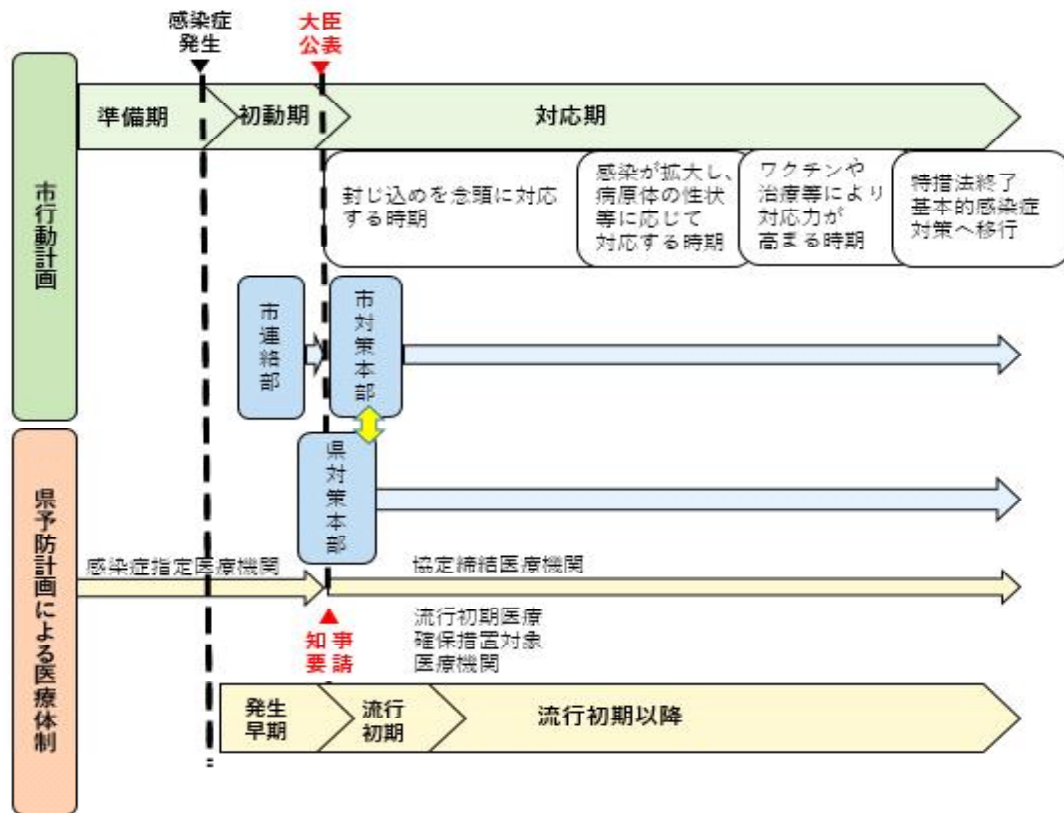 感染症
発生
大臣
公表
市行動計画
準備期
初動期
対応期
封じ込めを念頭に対応
する時期
感染が拡大し、
病原体の性状
等に応じて
対応する時期
ワクチンや
治療等により
対応力が
高まる時期
特措法終了
基本的感染症
対策へ移行
市連絡部
市対策本部
県対策本部
県予防計画による医療体制
感染症指定医療機関
協定締結医療機関
知事
要請
流行初期医療
確保措置対象
医療機関
発生
早期
流行
初期
流行初期以降